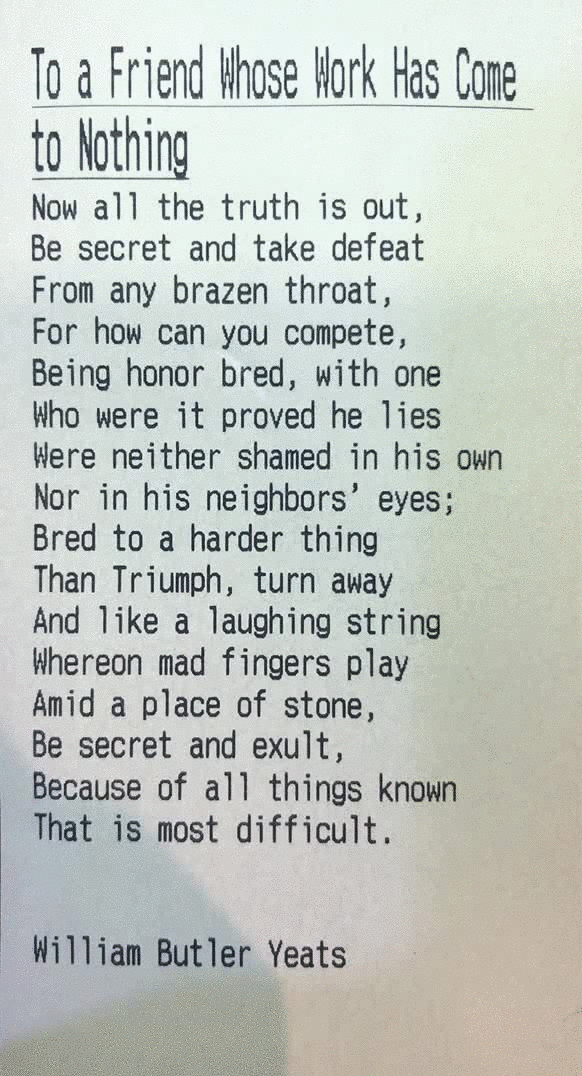 To a Friend Whose Work Has Come
to Nothing
Now all the truth is out,
Be secret and take defeat
From any brazen throat,
For how can you compete,
Being honor bred, with one
Who were it proved he lies
Were neither shamed in his own
Nor in his neighbors’ eyes;
Bred to a harder thing
Than Triumph, turn away
And like a laughing string
Whereon mad fingers play
Amid a place of stone,
Be secret and exult,
Because of all things known
That is most difficult.
William Butler Yeats